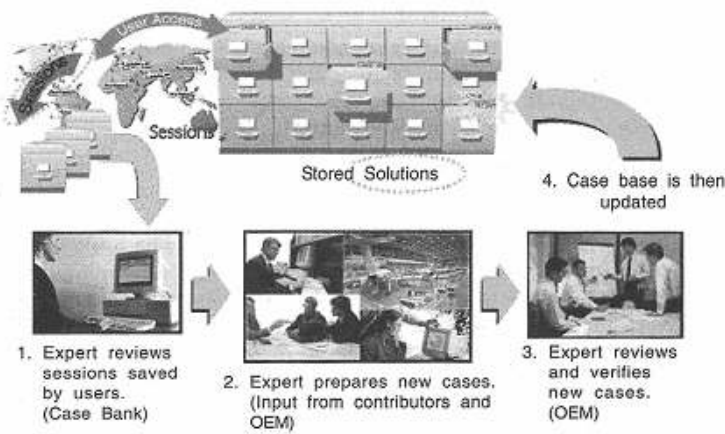 User Access
Sessions
Sessions
Stored Solutions
4. Case base is then
updated
1. Expert reviews
sessions saved
by users.
(Case Bank)
2. Expert prepares new cases.
(Input from contributors and
OEM)
3. Expert reviews
and verifies
new cases.
(OEM)